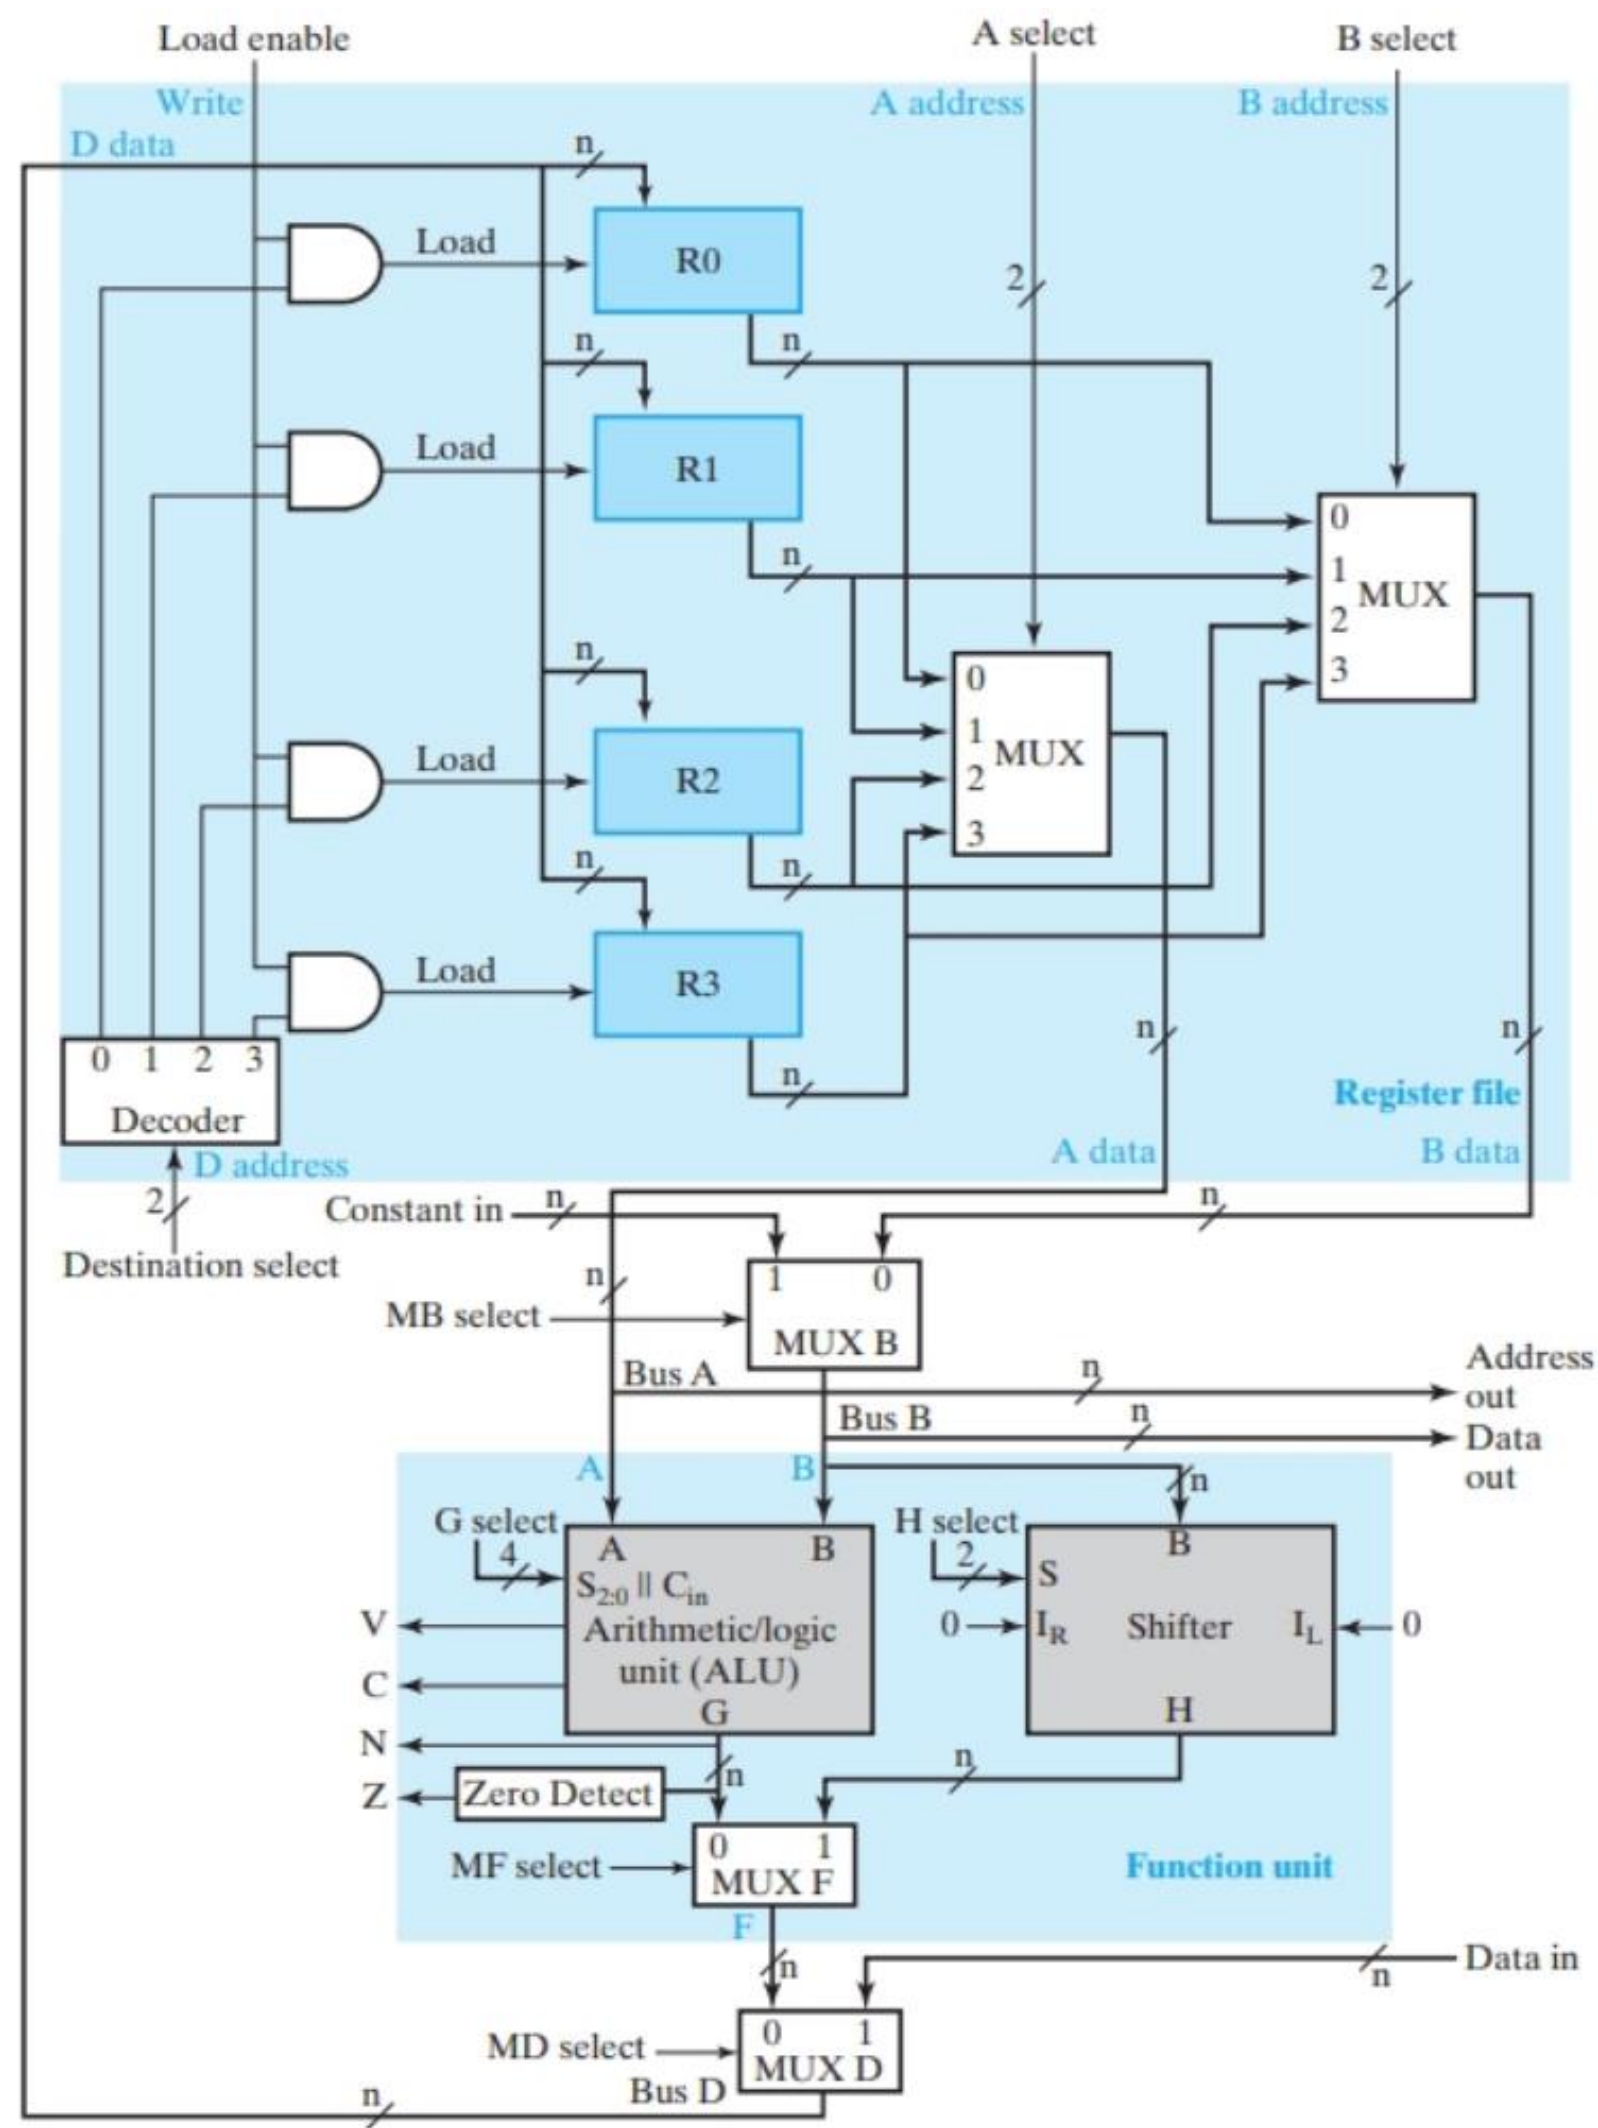 Load enable
A select
B select
Write
A address
B address
D data
n
Load
R0
2
2
n
n
Load
R1
0
n
1
MUX
2
n
3
0
1
MUX
Load
R2
2
3
n
n
Load
R3
n
n
0 1 2 3
n
Register file
Decoder
A data
B data
D address
Constant in
n
n
2
Destination select
n
1 0
MB select
MUX B
Address
out
Bus A
n
Bus B
n
Data
out
A
B
n
G select
H select
4
A
B
2
B
S2:0 || Cin
S
V
Arithmetic/logic
unit (ALU)
0
IR
Shifter
IL
0
C
G
H
N
n
n
Z
Zero Detect
0 1
MF select
MUX F
Function unit
F
n
Data in
n
0 1
MD select
MUX D
Bus D
n